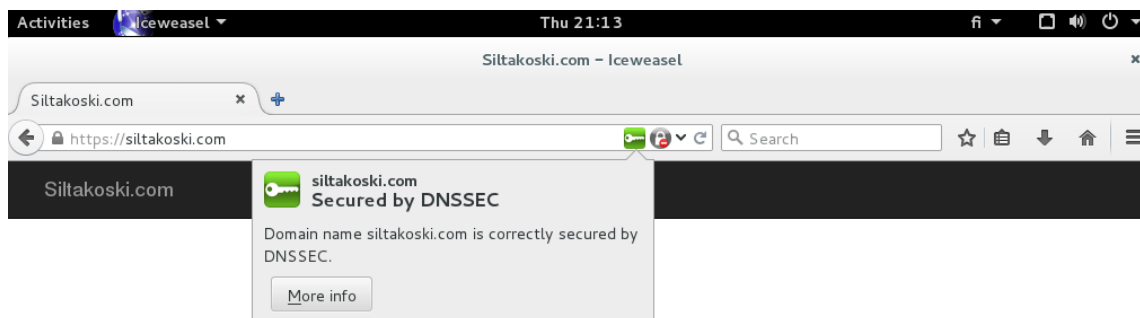 Activities Iceweasel Thu 21:13 fi
Siltakoski.com – Iceweasel
Siltakoski.com
https://siltakoski.com Search
Siltakoski.com
siltakoski.com
Secured by DNSSEC
Domain name siltakoski.com is correctly secured by
DNSSEC.
More info